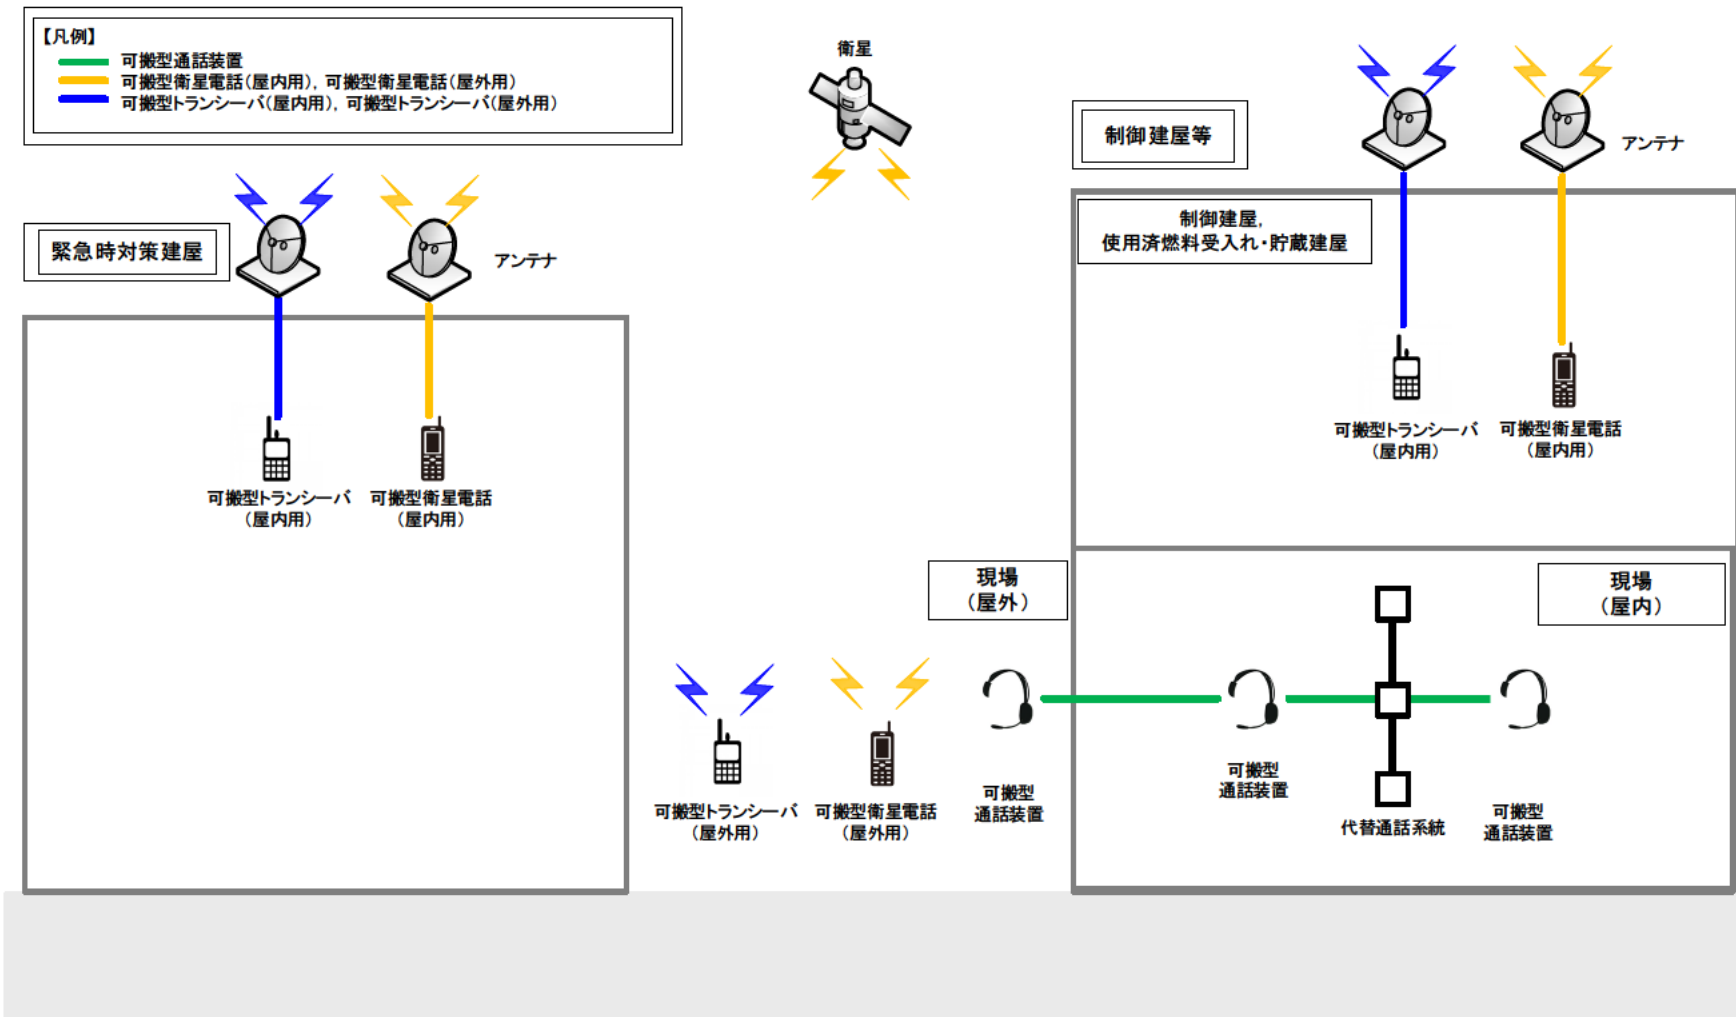 【凡例】
可搬型通話装置
可搬型衛星電話(屋内用), 可搬型衛星電話(屋外用)
可搬型トランシーバ(屋内用), 可搬型トランシーバ(屋外用)
衛星
制御建屋等
アンテナ
制御建屋,
使用済燃料受入れ・貯蔵建屋
緊急時対策建屋
アンテナ
可搬型トランシーバ
(屋内用)
可搬型衛星電話
(屋内用)
可搬型トランシーバ
(屋内用)
可搬型衛星電話
(屋内用)
現場
(屋外)
現場
(屋内)
可搬型トランシーバ
(屋外用)
可搬型衛星電話
(屋外用)
可搬型
通話装置
可搬型
通話装置
代替通話系統
可搬型
通話装置